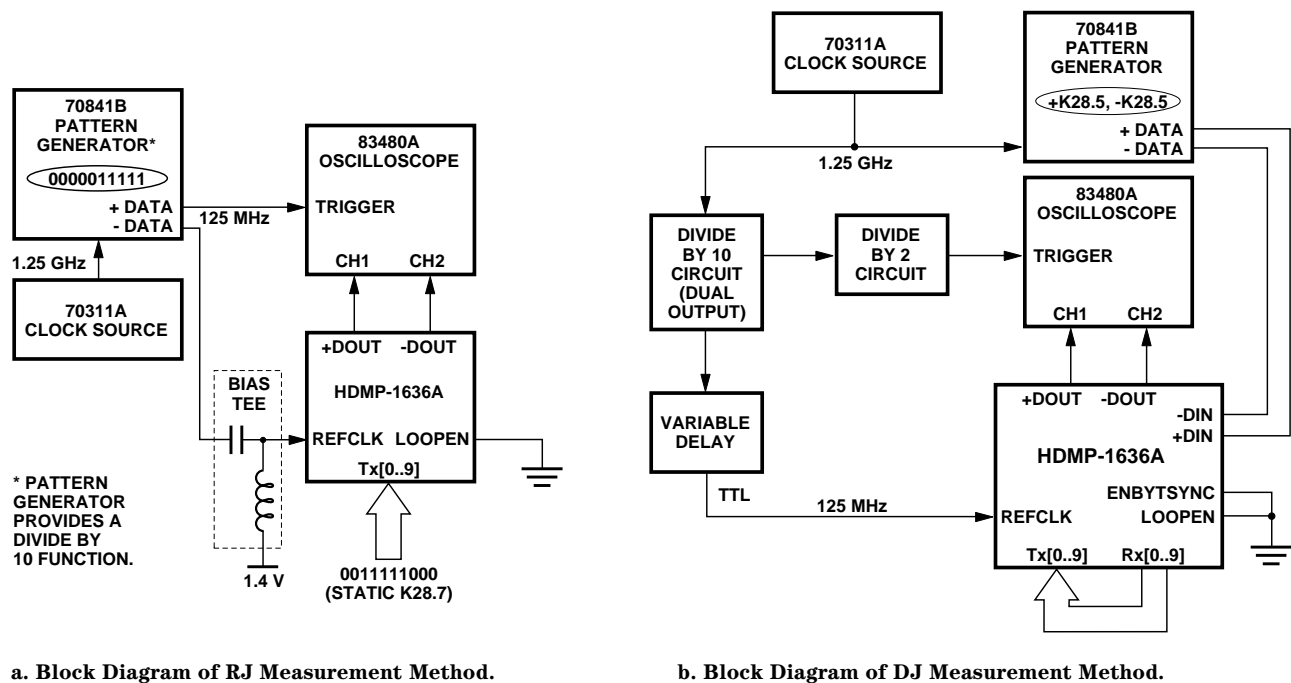 70841B
PATTERN
GENERATOR*
0000011111
+ DATA
- DATA
1.25 GHz
70311A
CLOCK SOURCE
125 MHz
83480A
OSCILLOSCOPE
TRIGGER
CH1 CH2
+DOUT -DOUT
HDMP-1636A
REFCLK LOOPEN
Tx[0..9]
BIAS
TEE
1.4 V
0011111000
(STATIC K28.7)
* PATTERN
GENERATOR
PROVIDES A
DIVIDE BY
10 FUNCTION.
a. Block Diagram of RJ Measurement Method.
70311A
CLOCK SOURCE
1.25 GHz
70841B
PATTERN
GENERATOR
+K28.5, -K28.5
+ DATA
- DATA
DIVIDE
BY 10
CIRCUIT
(DUAL
OUTPUT)
DIVIDE
BY 2
CIRCUIT
83480A
OSCILLOSCOPE
TRIGGER
CH1 CH2
VARIABLE
DELAY
TTL
125 MHz
+DOUT -DOUT
-DIN
+DIN
HDMP-1636A
ENBYTSYNC
REFCLK LOOPEN
Tx[0..9] Rx[0..9]
b. Block Diagram of DJ Measurement Method.